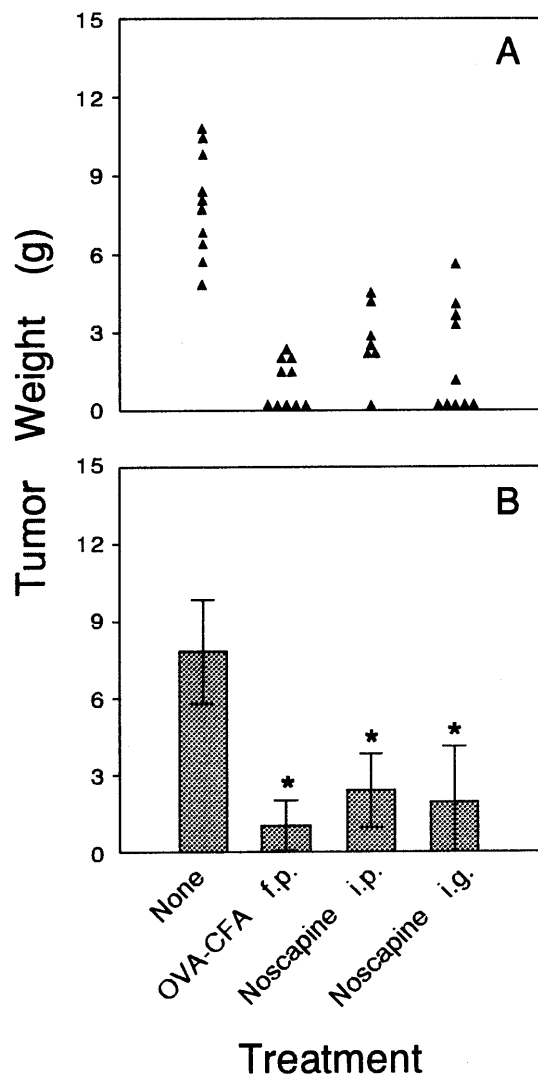 15
A
12
9
6
3
0
Tumor Weight (g)
15
B
12
9
6
3
0
*
*
*
None
OVA-CFA f.p.
Noscapine i.p.
Noscapine i.g.
Treatment